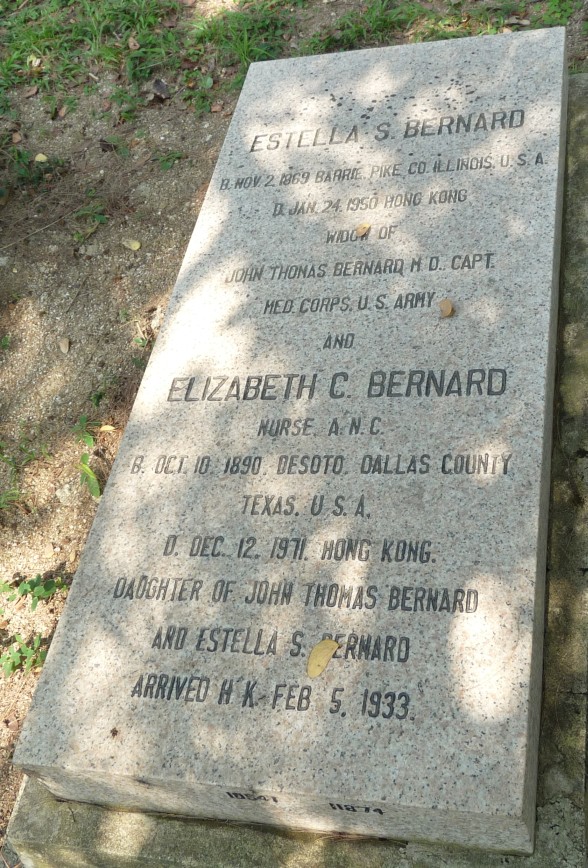 ESTELLA S. BERNARD
B. NOV. 2. 1869 BARRIE, PIKE, CO. ILLINOIS, U. S. A.
D. JAN. 24, 1950 HONG KONG
WIDOW OF
JOHN THOMAS BERNARD, M. D., CAPT.
MED. CORPS, U. S. ARMY
AND
ELIZABETH C. BERNARD
NURSE, A. N. C.
B. OCT. 10, 1890, DESOTO, DALLAS COUNTY
TEXAS, U. S. A.
D. DEC. 12, 1971. HONG KONG.
DAUGHTER OF JOHN THOMAS BERNARD
AND ESTELLA S. BERNARD
ARRIVED H. K. FEB 5, 1933.
11874